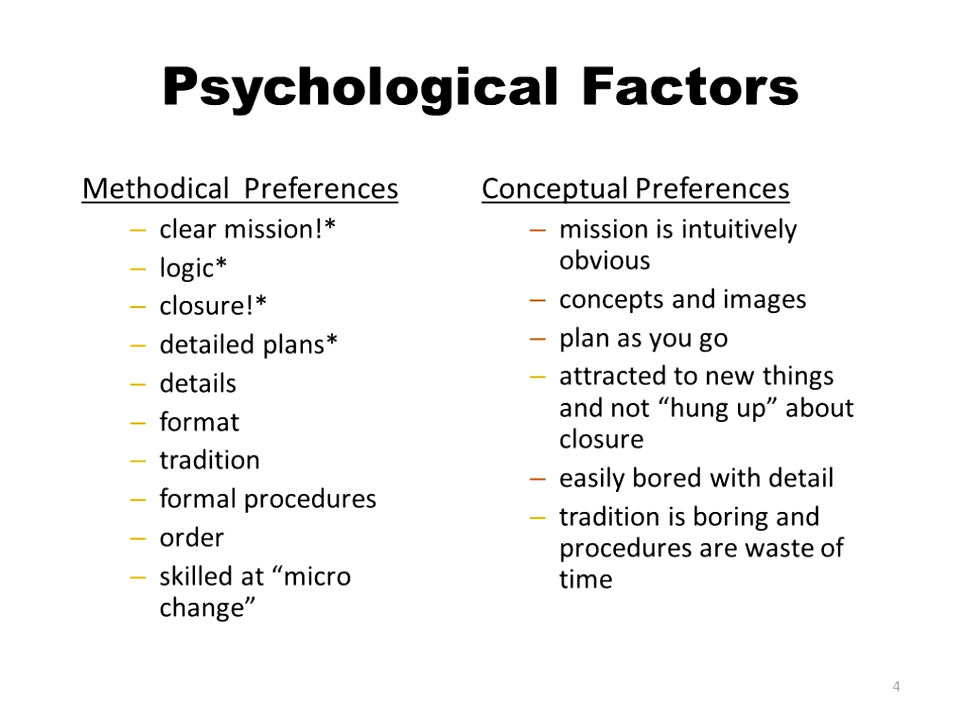 Psychological Factors
Methodical  Preferences
– clear mission!*
– logic*
– closure!*
– detailed plans*
– details
– format
– tradition
– formal procedures
– order
– skilled at “micro
change”
Conceptual Preferences
– mission is intuitively
obvious
– concepts and images
– plan as you go
– attracted to new things
and not “hung up” about
closure
– easily bored with detail
– tradition is boring and
procedures are waste of
time
4